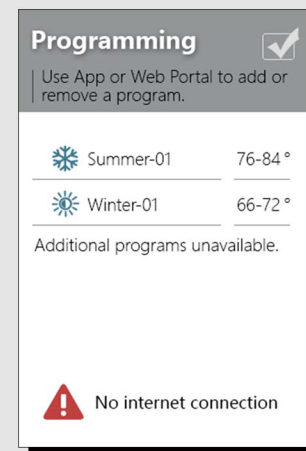 Programming
Use App or Web Portal to add or
remove a program.
Summer-01 76-84 °
Winter-01 66-72 °
Additional programs unavailable.
No internet connection